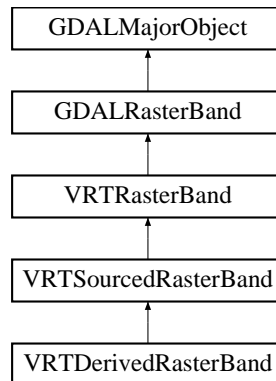 GDALMajorObject
GDALRasterBand
VRTRasterBand
VRTSourcedRasterBand
VRTDerivedRasterBand